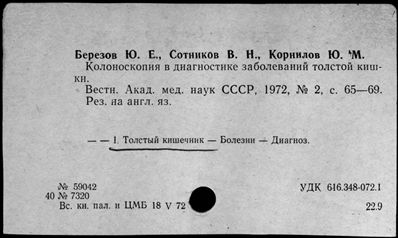 Березов Ю. Е., Сотников В. Н., Корнилов Ю. М.
Колоноскопия в диагностике заболеваний толстой киш-
ки.
Вестн. Акад. мед. наук СССР, 1972, № 2, с. 65—69.
Рез. на англ. яз.
— — 1. Толстый кишечник — Болезни — Диагноз.
№ 59042
УДК 616.348-072.1
40 № 7320
Вс. кн. пал. и ЦМБ 18 V 72
22.9